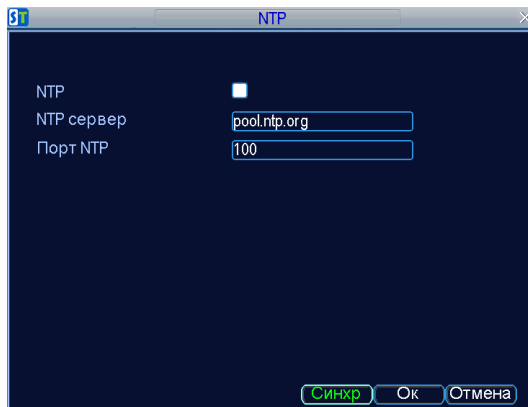 ST NTP
NTP
NTP сервер pool.ntp.org
Порт NTP 100
Синхр Ок Отмена